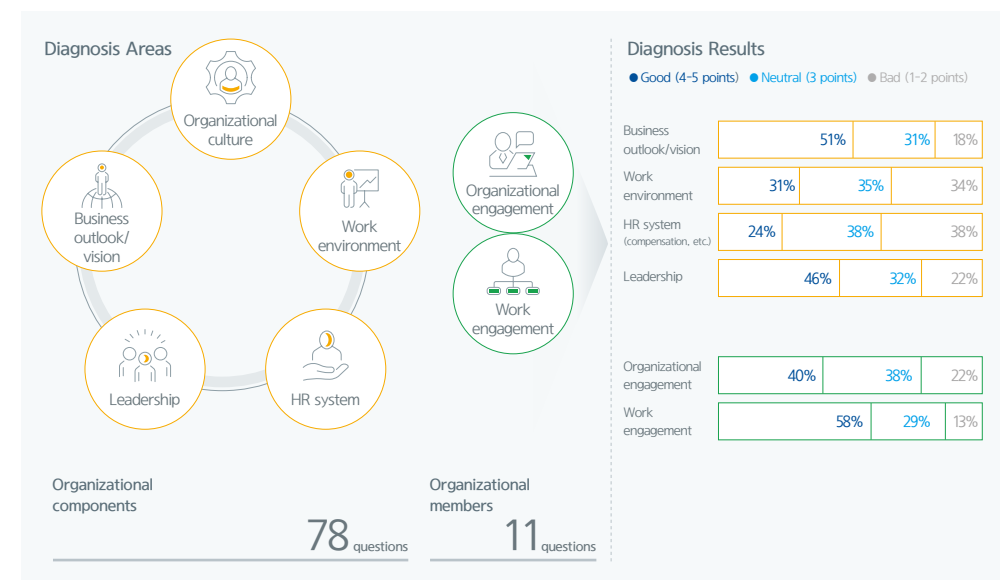 Diagnosis Areas
Organizational
culture
Business
outlook/
vision
Work
environment
Leadership
HR system
Organizational
engagement
Work
engagement
Organizational
components
78 questions
Organizational
members
11 questions
Diagnosis Results
Good (4-5 points) Neutral (3 points) Bad (1-2 points)
Business
outlook/vision
51% 31% 18%
Work
environment
31% 35% 34%
HR system
(compensation, etc.)
24% 38% 38%
Leadership
46% 32% 22%
Organizational
engagement
40% 38% 22%
Work
engagement
58% 29% 13%